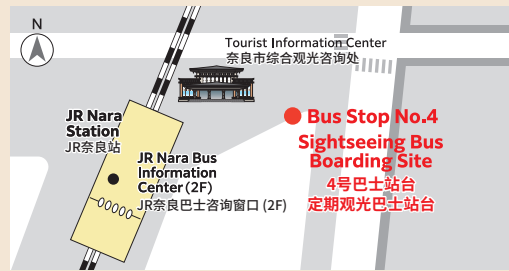 N
Tourist Information Center
奈良市综合观光咨询处
JR Nara
Station
JR奈良站
JR Nara Bus
Information
Center (2F)
JR奈良巴士咨询窗口 (2F)
Bus Stop No.4
Sightseeing Bus
Boarding Site
4号巴士站台
定期观光巴士站台